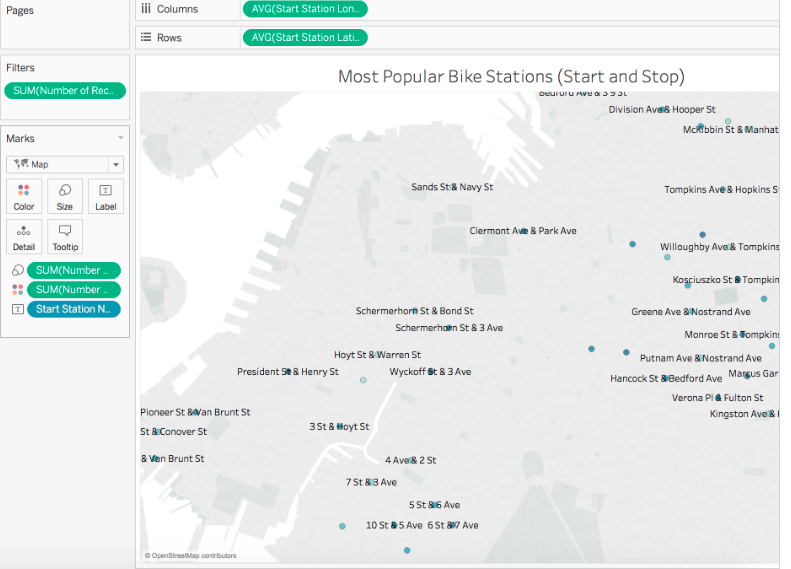 Pages
Columns
AVG(Start Station Lon..
Rows
AVG(Start Station Lati..
Filters
SUM(Number of Rec..
Marks
Map
Color
Size
Label
Detail
Tooltip
SUM(Number ..
SUM(Number ..
Start Station N..
Most Popular Bike Stations (Start and Stop)
Bedford Ave & S 9 St
Division Ave & Hooper St
McKibbin St & Manhat
Sands St & Navy St
Tompkins Ave & Hopkins S
Clermont Ave & Park Ave
Willoughby Ave & Tompkins
Kosciuszko St & Tompkin
Schermerhorn St & Bond St
Greene Ave & Nostrand Ave
Schermerhorn St & 3 Ave
Monroe St & Tompkins
Hoyt St & Warren St
Putnam Ave & Nostrand Ave
President St & Henry St
Wyckoff St & 3 Ave
Hancock St & Bedford Ave
Marcus Gar
Verona Pl & Fulton St
Pioneer St & Van Brunt St
Kingston Ave &
3 St & Hoyt St
St & Conover St
& Van Brunt St
4 Ave & 2 St
7 St & 3 Ave
5 St & 6 Ave
10 St & 5 Ave
6 St & 7 Ave
© OpenStreetMap contributors